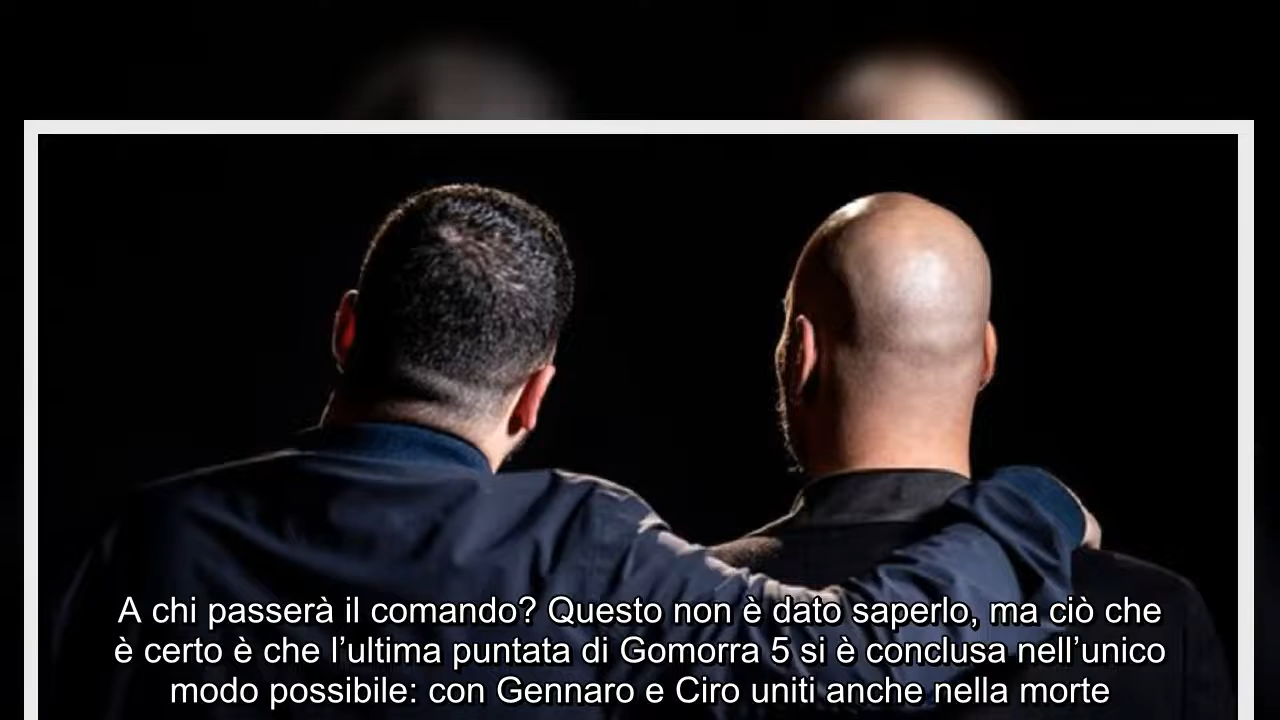 A chi passerà il comando? Questo non è dato saperlo, ma ciò che
è certo è che l’ultima puntata di Gomorra 5 si è conclusa nell’unico
modo possibile: con Gennaro e Ciro uniti anche nella morte